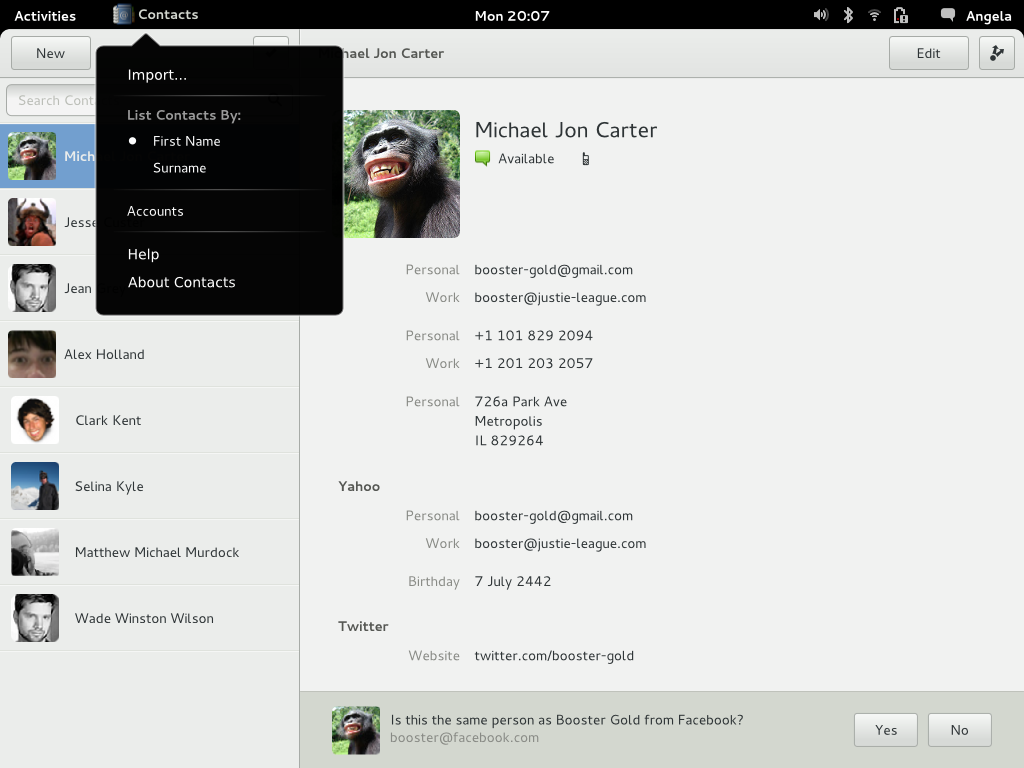 Activities
Contacts
Mon 20:07
Angela
New
Jon Carter
Edit
Search
Import...
List Contacts By:
First Name
Surname
Accounts
Help
About Contacts
Jean
Alex Holland
Clark Kent
Selina Kyle
Matthew Michael Murdock
Wade Winston Wilson
Michael Jon Carter
Available
Personal booster-gold@gmail.com
Work booster@justie-league.com
Personal +1 101 829 2094
Work +1 201 203 2057
Personal 726a Park Ave
Metropolis
IL 829264
Yahoo
Personal booster-gold@gmail.com
Work booster@justie-league.com
Birthday 7 July 2442
Twitter
Website twitter.com/booster-gold
Is this the same person as Booster Gold from Facebook?
booster@facebook.com
Yes
No